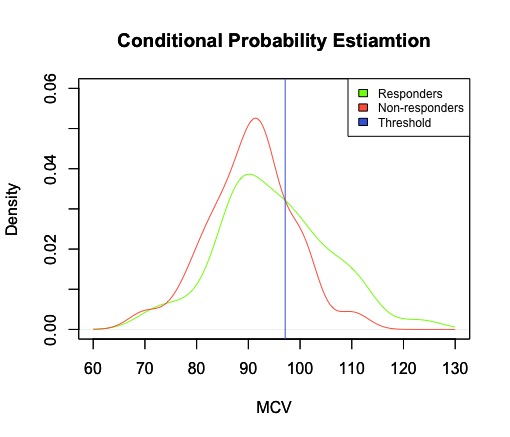 Conditional Probability Estiamtion
Responders
Non-responders
Threshold
0.06
0.04
0.02
0.00
Density
60 70 80 90 100 110 120 130
MCV